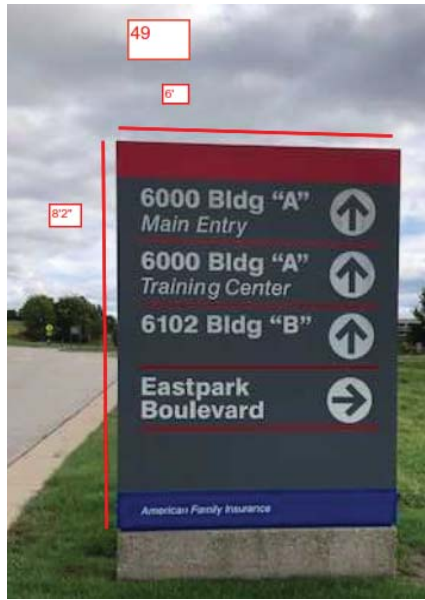 49
6'
8'2"
6000 Bldg "A"
Main Entry
6000 Bldg "A"
Training Center
6102 Bldg "B"
Eastpark
Boulevard
American Family Insurance